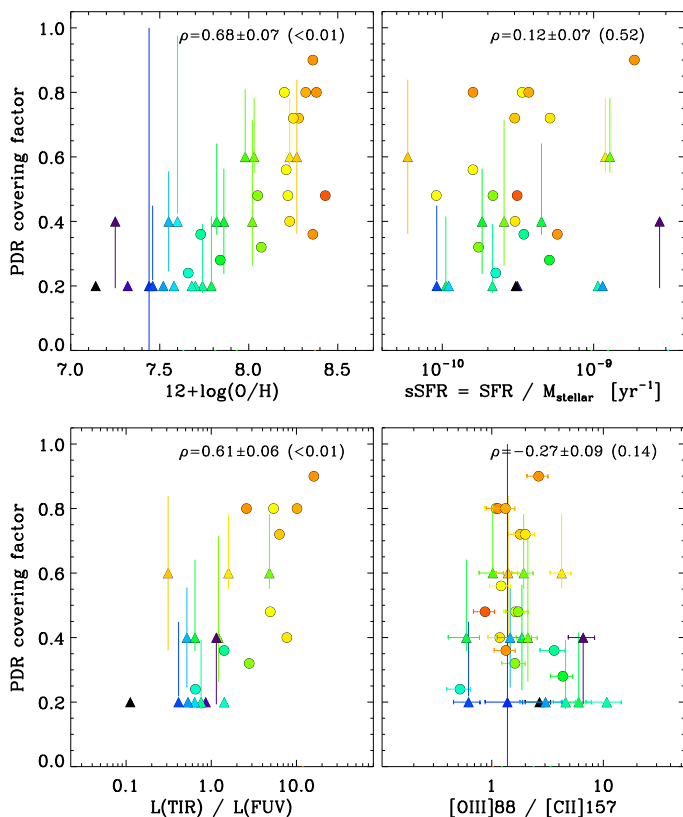 ρ=0.68±0.07 (<0.01)
ρ=0.12±0.07 (0.52)
PDR covering factor
1.0
0.8
0.6
0.4
0.2
0.0
7.0 7.5 8.0 8.5
10⁻¹⁰ 10⁻⁹
12+log(O/H)
sSFR = SFR / M_stellar [yr⁻¹]
ρ=0.61±0.06 (<0.01)
ρ=−0.27±0.09 (0.14)
PDR covering factor
1.0
0.8
0.6
0.4
0.2
0.0
0.1 1.0 10.0
1 10
L(TIR) / L(FUV)
[OIII]88 / [CII]157